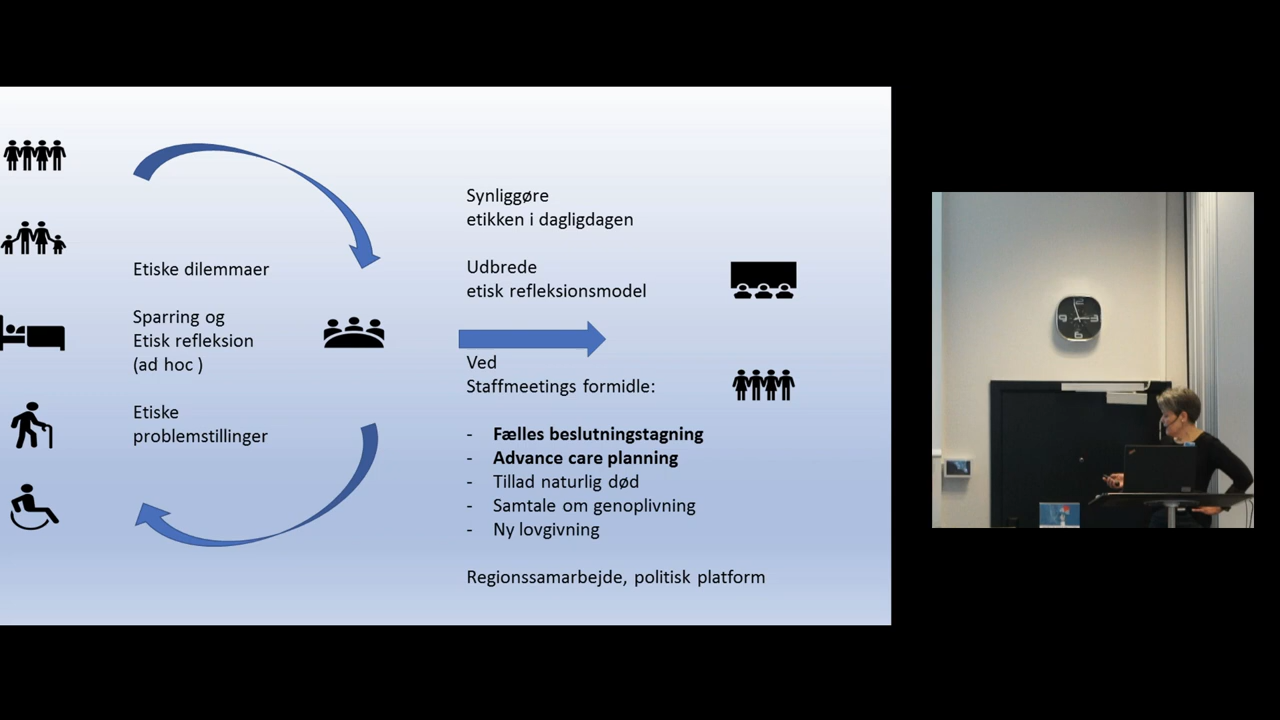 Etiske dilemmaer
Sparring og
Etisk refleksion
(ad hoc )
Etiske
problemstillinger
Synliggøre
etikken i dagligdagen
Udbrede
etisk refleksionsmodel
Ved
Staffmeetings formidle:
- Fælles beslutningstagning
- Advance care planning
- Tillad naturlig død
- Samtale om genoplivning
- Ny lovgivning
Regionssamarbejde, politisk platform